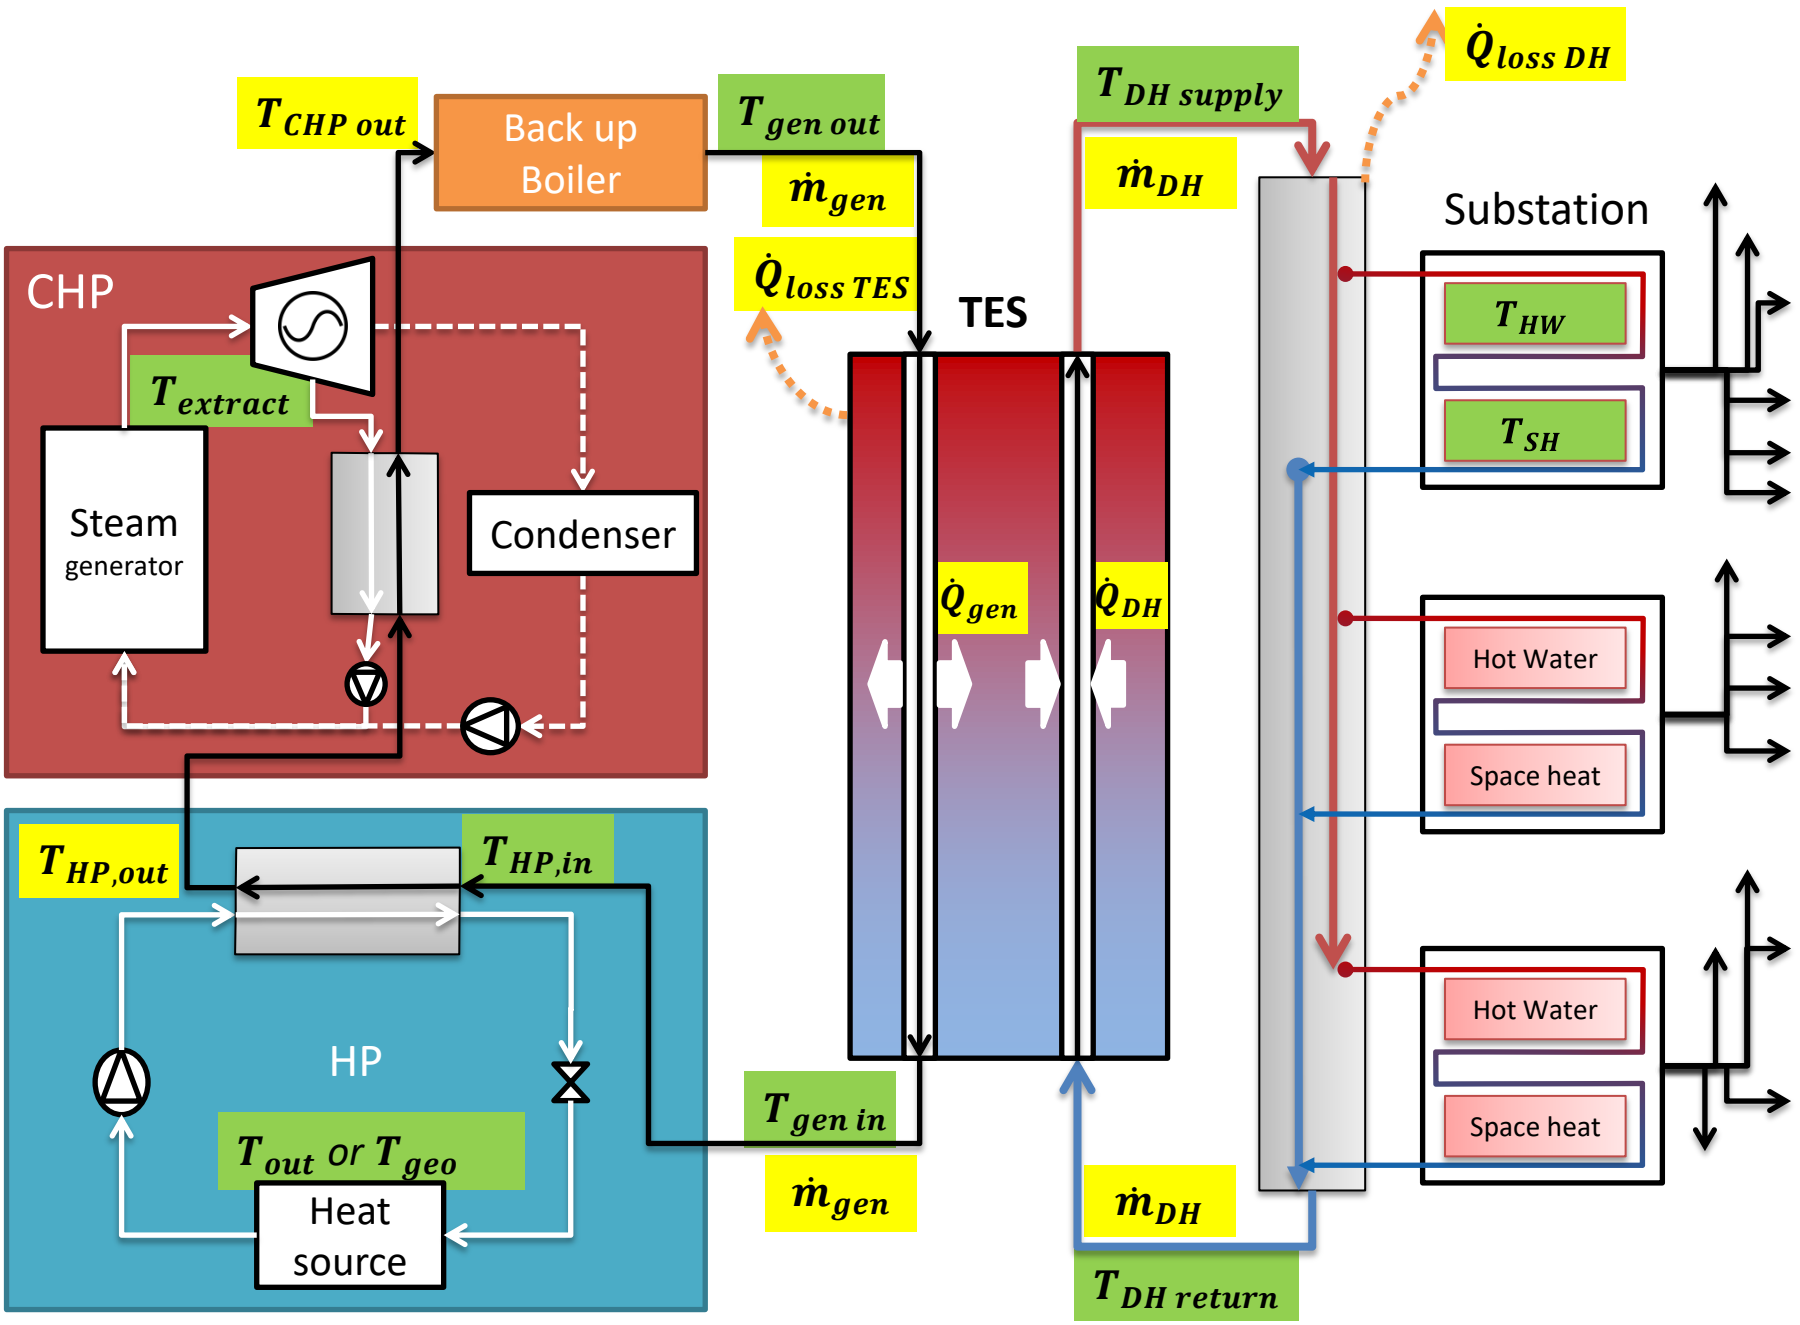 T_CHP out
Back up
Boiler
T_gen out
ṁ_gen
T_DH supply
ṁ_DH
Q̇_loss DH
Substation
CHP
Q̇_loss TES
TES
T_HW
T_SH
T_extract
Steam
generator
Condenser
Q̇_gen
Q̇_DH
Hot Water
Space heat
T_HP,out
T_HP,in
HP
T_out or T_geo
Heat
source
T_gen in
ṁ_gen
ṁ_DH
T_DH return
Hot Water
Space heat